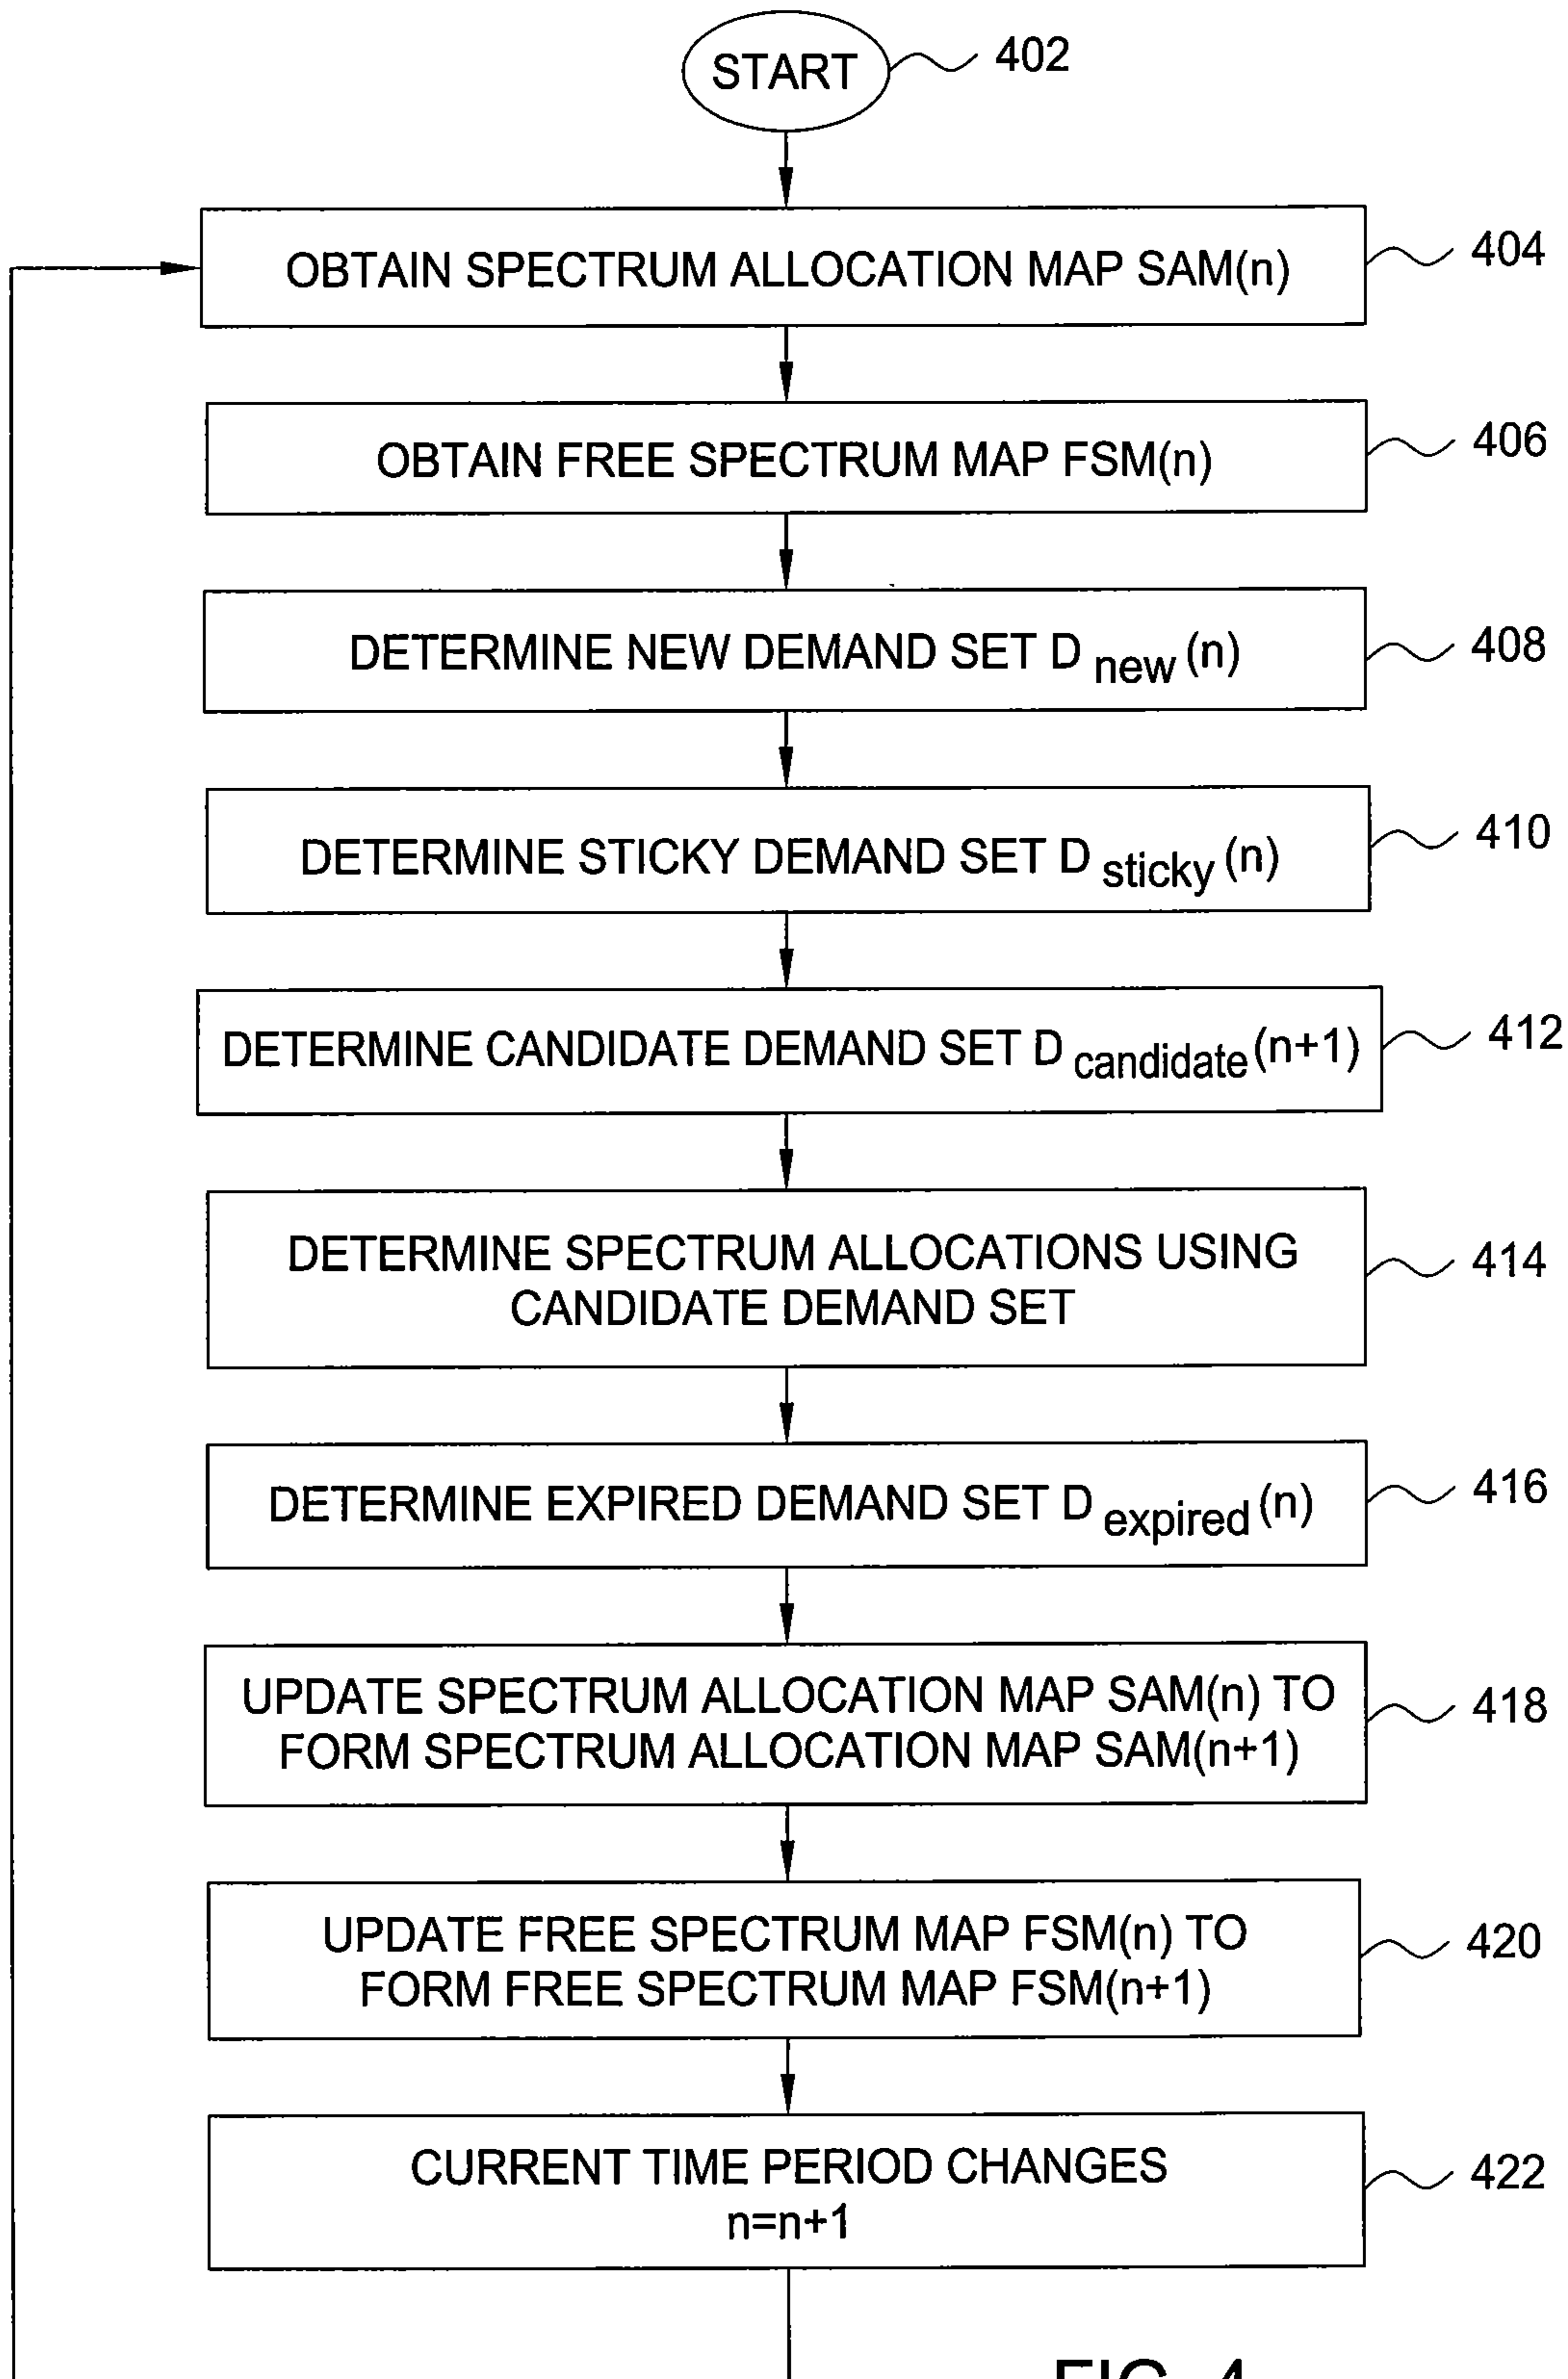 START
402
OBTAIN SPECTRUM ALLOCATION MAP SAM(n)
404
OBTAIN FREE SPECTRUM MAP FSM(n)
406
DETERMINE NEW DEMAND SET D new (n)
408
DETERMINE STICKY DEMAND SET D sticky (n)
410
DETERMINE CANDIDATE DEMAND SET D candidate (n+1)
412
DETERMINE SPECTRUM ALLOCATIONS USING
CANDIDATE DEMAND SET
414
DETERMINE EXPIRED DEMAND SET D expired (n)
416
UPDATE SPECTRUM ALLOCATION MAP SAM(n) TO
FORM SPECTRUM ALLOCATION MAP SAM(n+1)
418
UPDATE FREE SPECTRUM MAP FSM(n) TO
FORM FREE SPECTRUM MAP FSM(n+1)
420
CURRENT TIME PERIOD CHANGES
n=n+1
422
FIG. 4